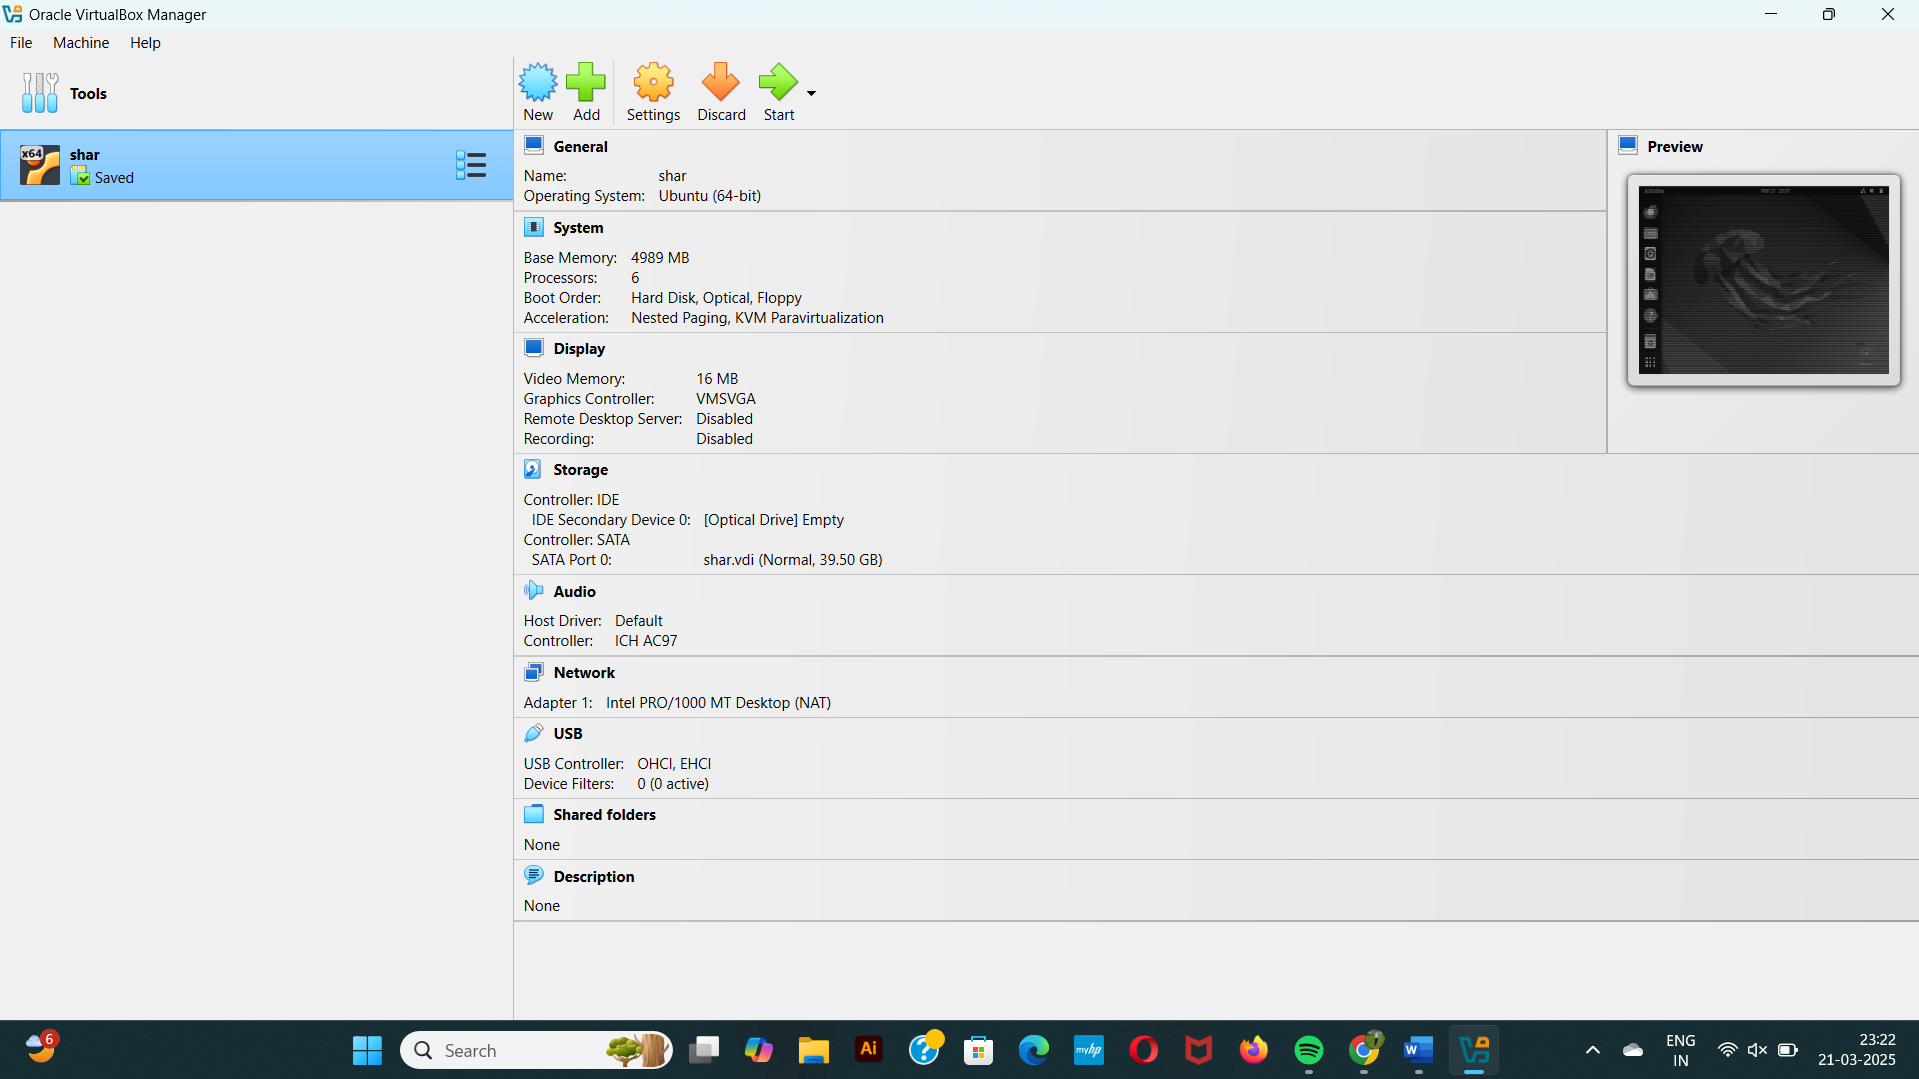 Oracle VirtualBox Manager
File Machine Help
Tools
New Add Settings Discard Start
x64
shar
Saved
General
Name: shar
Operating System: Ubuntu (64-bit)
System
Base Memory: 4989 MB
Processors: 6
Boot Order: Hard Disk, Optical, Floppy
Acceleration: Nested Paging, KVM Paravirtualization
Display
Video Memory: 16 MB
Graphics Controller: VMSVGA
Remote Desktop Server: Disabled
Recording: Disabled
Preview
Storage
Controller: IDE
IDE Secondary Device 0: [Optical Drive] Empty
Controller: SATA
SATA Port 0: shar.vdi (Normal, 39.50 GB)
Audio
Host Driver: Default
Controller: ICH AC97
Network
Adapter 1: Intel PRO/1000 MT Desktop (NAT)
USB
USB Controller: OHCI, EHCI
Device Filters: 0 (0 active)
Shared folders
None
Description
None
6
Search
Ai
myhp
W
ENG
IN
23:22
21-03-2025